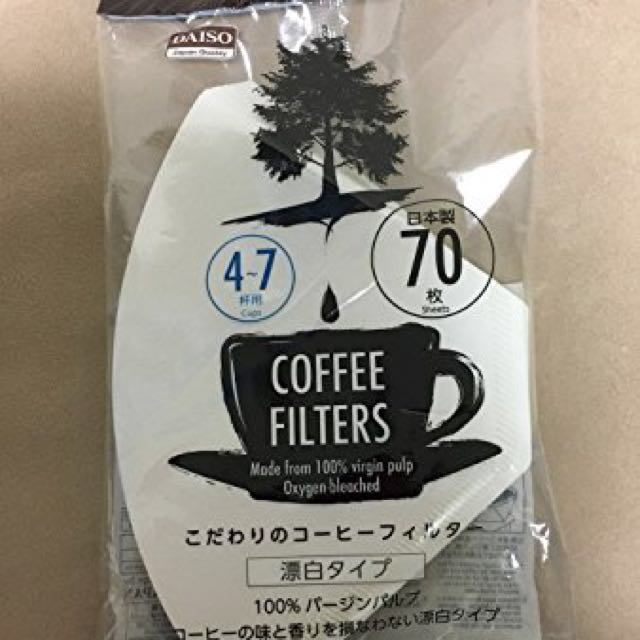 DAISO
Japan Quality
4~7
杯用
Cups
日本製
70
枚
Sheets
COFFEE
FILTERS
Made from 100% virgin pulp
Oxygen bleached
こだわりのコーヒーフィルタ
漂白タイプ
100% バージンパルプ
コーヒーの味と香りを損なわない漂白タイプ